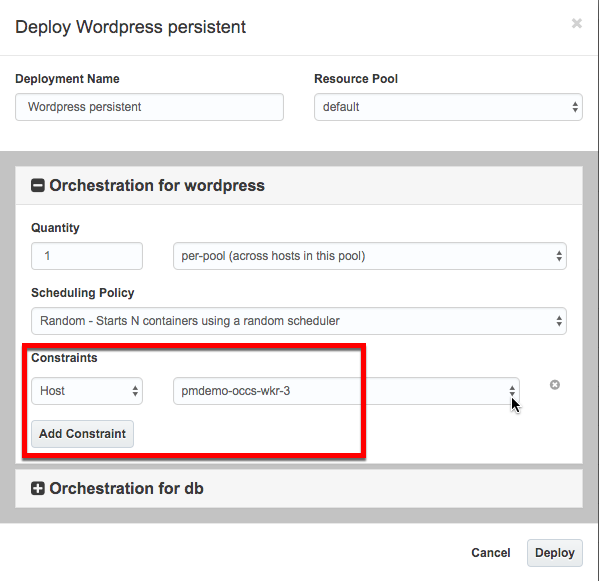 Deploy Wordpress persistent
Deployment Name
Resource Pool
Wordpress persistent
default
Orchestration for wordpress
Quantity
1
per-pool (across hosts in this pool)
Scheduling Policy
Random - Starts N containers using a random scheduler
Constraints
Host
pmdemo-occs-wkr-3
Add Constraint
Orchestration for db
Cancel
Deploy